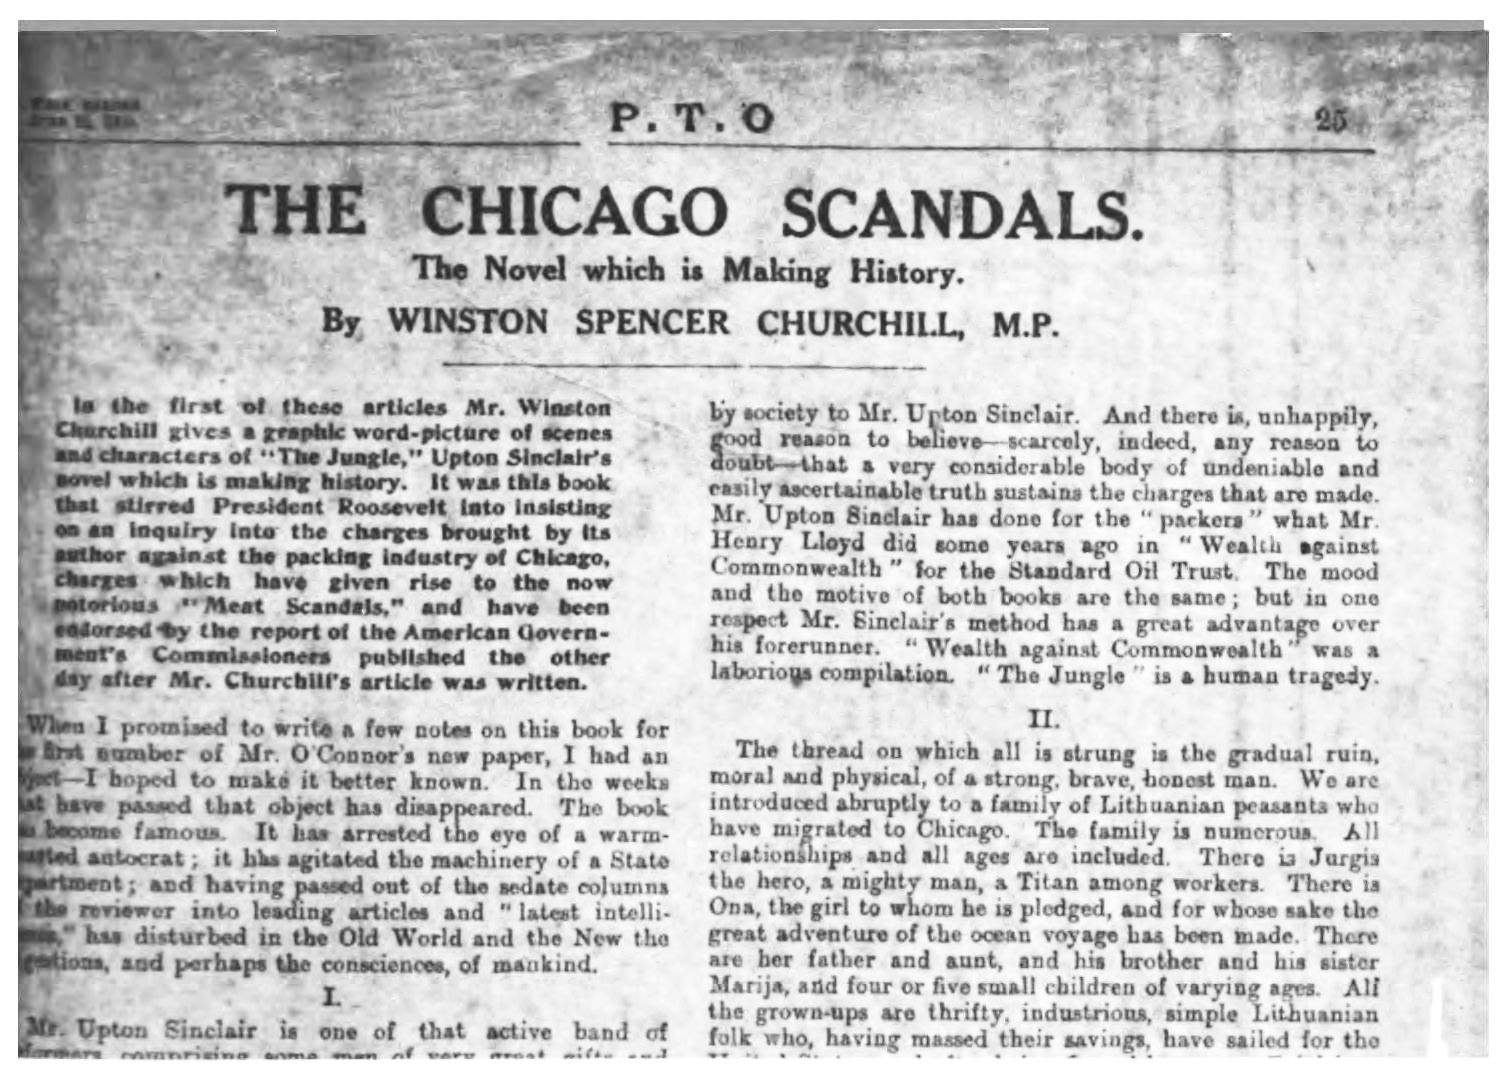 P. T. O
25
THE CHICAGO SCANDALS.
The Novel which is Making History.
By WINSTON SPENCER CHURCHILL, M.P.
In the first of these articles Mr. Winston
Churchill gives a graphic word-picture of scenes
and characters of "The Jungle," Upton Sinclair's
novel which is making history. It was this book
that stirred President Roosevelt into insisting
on an inquiry into the charges brought by its
author against the packing industry of Chicago,
charges which have given rise to the now
notorious "Meat Scandals," and have been
endorsed by the report of the American Govern-
ment's Commissioners published the other
day after Mr. Churchill's article was written.
When I promised to write a few notes on this book for
first number of Mr. O'Connor's new paper, I had an
—I hoped to make it better known. In the weeks
have passed that object has disappeared. The book
become famous. It has arrested the eye of a warm-
autocrat; it has agitated the machinery of a State
; and having passed out of the sedate columns
the reviewer into leading articles and "latest intelli-
" has disturbed in the Old World and the New the
, and perhaps the consciences, of mankind.
I.
Mr. Upton Sinclair is one of that active band of
comprising some men of very great gifts and
by society to Mr. Upton Sinclair. And there is, unhappily,
good reason to believe—scarcely, indeed, any reason to
doubt—that a very considerable body of undeniable and
easily ascertainable truth sustains the charges that are made.
Mr. Upton Sinclair has done for the "packers" what Mr.
Henry Lloyd did some years ago in "Wealth against
Commonwealth" for the Standard Oil Trust. The mood
and the motive of both books are the same; but in one
respect Mr. Sinclair's method has a great advantage over
his forerunner. "Wealth against Commonwealth" was a
laborious compilation. "The Jungle" is a human tragedy.
II.
The thread on which all is strung is the gradual ruin,
moral and physical, of a strong, brave, honest man. We are
introduced abruptly to a family of Lithuanian peasants who
have migrated to Chicago. The family is numerous. All
relationships and all ages are included. There is Jurgis
the hero, a mighty man, a Titan among workers. There is
Ona, the girl to whom he is pledged, and for whose sake the
great adventure of the ocean voyage has been made. There
are her father and aunt, and his brother and his sister
Marija, and four or five small children of varying ages. All
the grown-ups are thrifty, industrious, simple Lithuanian
folk who, having massed their savings, have sailed for the